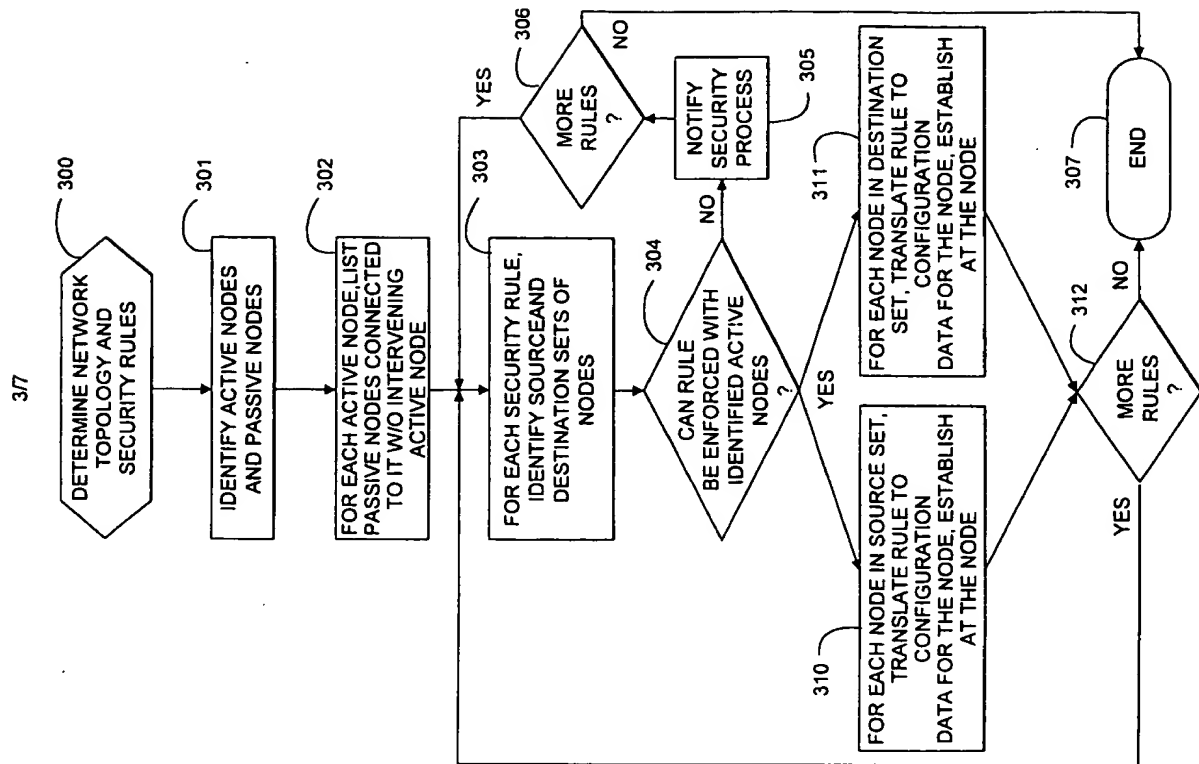 3/7
300
DETERMINE NETWORK
TOPOLOGY AND
SECURITY RULES
301
IDENTIFY ACTIVE NODES
AND PASSIVE NODES
302
FOR EACH ACTIVE NODE,LIST
PASSIVE NODES CONNECTED
TO IT W/O INTERVENING
ACTIVE NODE
303
FOR EACH SECURITY RULE,
IDENTIFY SOURCEAND
DESTINATION SETS OF
NODES
304
CAN RULE
BE ENFORCED WITH
IDENTIFIED ACTIVE
NODES
?
NO
YES
305
NOTIFY
SECURITY
PROCESS
306
MORE
RULES
?
YES
NO
310
FOR EACH NODE IN SOURCE SET,
TRANSLATE RULE TO
CONFIGURATION
DATA FOR THE NODE, ESTABLISH
AT THE NODE
311
FOR EACH NODE IN DESTINATION
SET, TRANSLATE RULE TO
CONFIGURATION
DATA FOR THE NODE, ESTABLISH
AT THE NODE
312
MORE
RULES
?
YES
NO
307
END